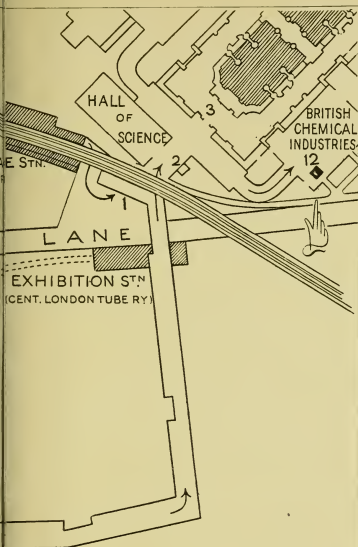 HALL
OF
SCIENCE
3
BRITISH
CHEMICAL
INDUSTRIES
12
2
STN.
1
LANE
EXHIBITION STN
(CENT. LONDON TUBE RY)